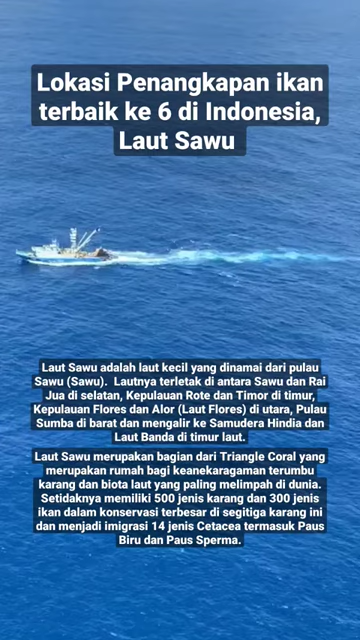 Lokasi Penangkapan ikan
terbaik ke 6 di Indonesia,
Laut Sawu
Laut Sawu adalah laut kecil yang dinamai dari pulau
Sawu (Sawu).  Lautnya terletak di antara Sawu dan Rai
Jua di selatan, Kepulauan Rote dan Timor di timur,
Kepulauan Flores dan Alor (Laut Flores) di utara, Pulau
Sumba di barat dan mengalir ke Samudera Hindia dan
Laut Banda di timur laut.
Laut Sawu merupakan bagian dari Triangle Coral yang
merupakan rumah bagi keanekaragaman terumbu
karang dan biota laut yang paling melimpah di dunia.
Setidaknya memiliki 500 jenis karang dan 300 jenis
ikan dalam konservasi terbesar di segitiga karang ini
dan menjadi imigrasi 14 jenis Cetacea termasuk Paus
Biru dan Paus Sperma.